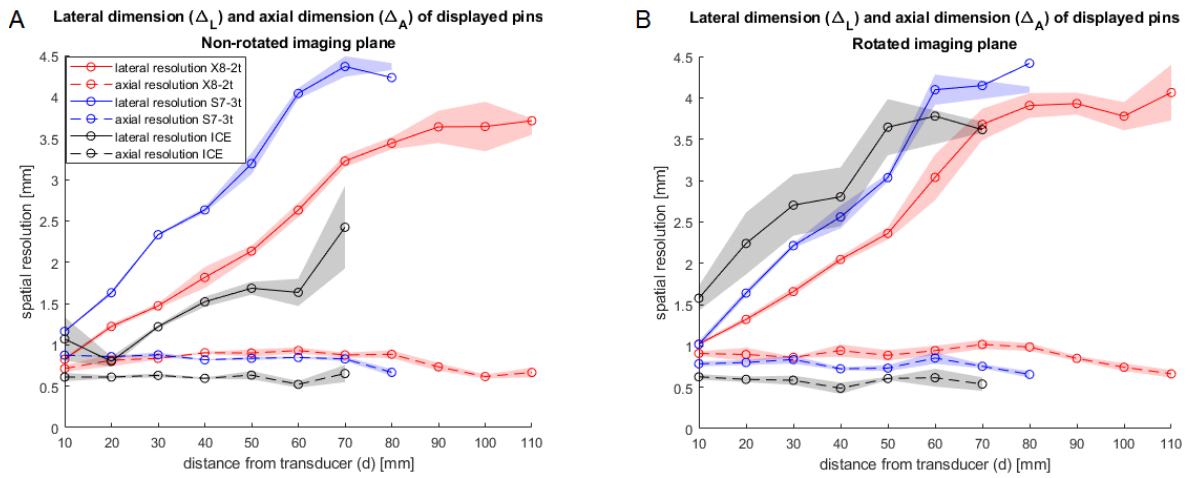 A
Lateral dimension (Δ_L) and axial dimension (Δ_A) of displayed pins
Non-rotated imaging plane
lateral resolution X8-2t
axial resolution X8-2t
lateral resolution S7-3t
axial resolution S7-3t
lateral resolution ICE
axial resolution ICE
4.5
4
3.5
3
2.5
2
1.5
1
0.5
0
spatial resolution [mm]
10 20 30 40 50 60 70 80 90 100 110
distance from transducer (d) [mm]
B
Lateral dimension (Δ_L) and axial dimension (Δ_A) of displayed pins
Rotated imaging plane
4.5
4
3.5
3
2.5
2
1.5
1
0.5
0
spatial resolution [mm]
10 20 30 40 50 60 70 80 90 100 110
distance from transducer (d) [mm]